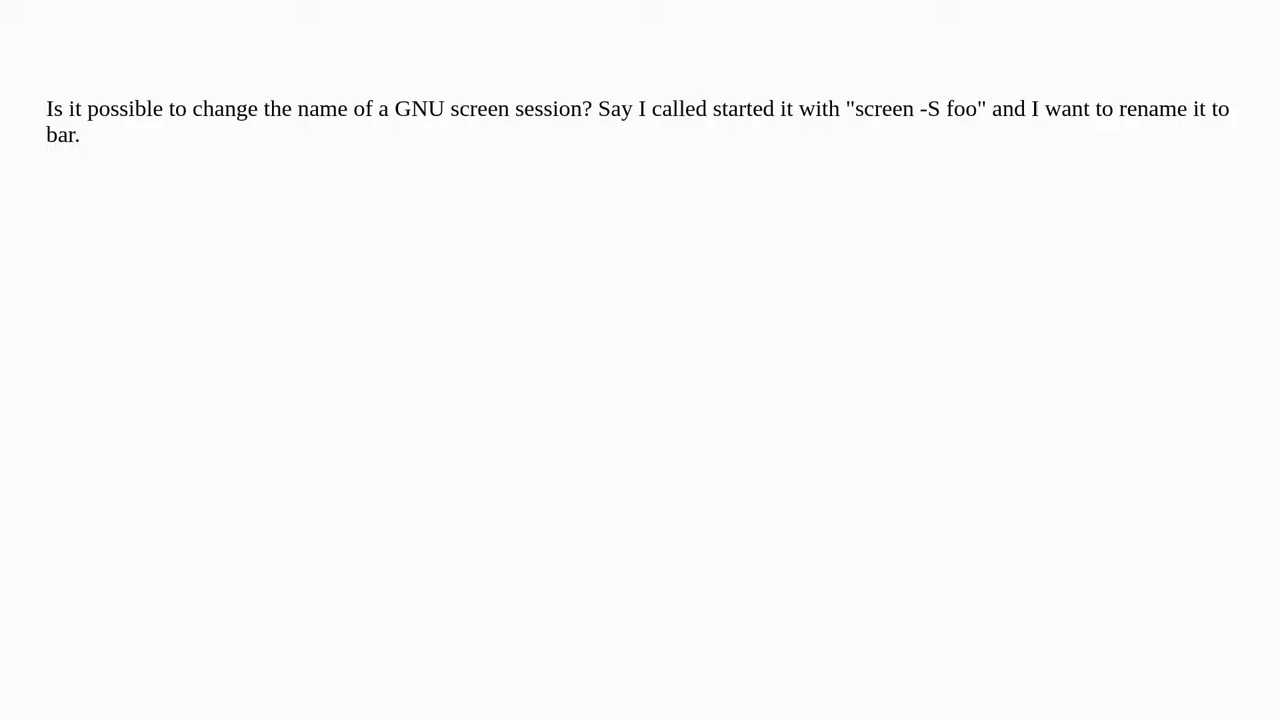 Is it possible to change the name of a GNU screen session? Say I called started it with "screen -S foo" and I want to rename it to
bar.